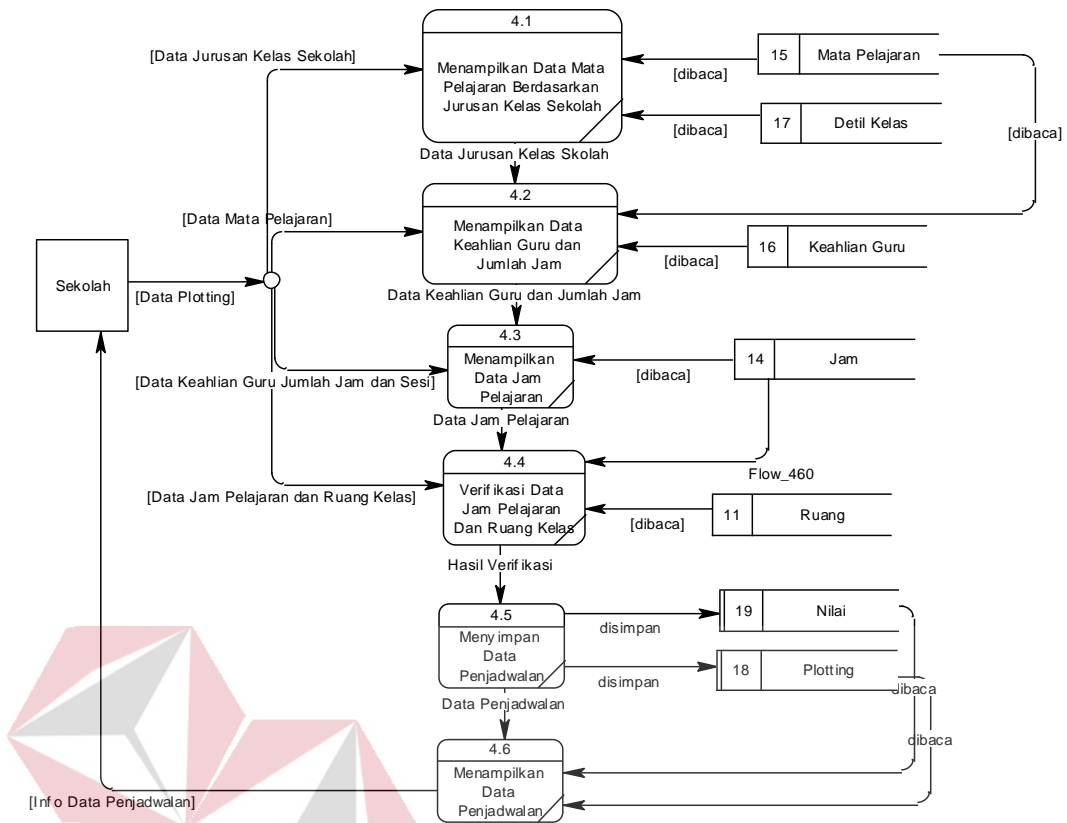 4.1
Menampilkan Data Mata
Pelajaran Berdasarkan
Jurusan Kelas Sekolah
[Data Jurusan Kelas Sekolah]
15 Mata Pelajaran
[dibaca]
17 Detil Kelas
[dibaca]
[dibaca]
Data Jurusan Kelas Skolah
4.2
Menampilkan Data
Keahlian Guru dan
Jumlah Jam
[Data Mata Pelajaran]
16 Keahlian Guru
[dibaca]
Sekolah
[Data Plotting]
Data Keahlian Guru dan Jumlah Jam
4.3
Menampilkan
Data Jam
Pelajaran
14 Jam
[dibaca]
[Data Keahlian Guru Jumlah Jam dan Sesi]
Data Jam Pelajaran
4.4
Verifikasi Data
Jam Pelajaran
Dan Ruang Kelas
Flow_460
[Data Jam Pelajaran dan Ruang Kelas]
11 Ruang
[dibaca]
Hasil Verifikasi
4.5
Menyimpan
Data
Penjadwalan
19 Nilai
disimpan
18 Plotting
disimpan
dibaca
Data Penjadwalan
dibaca
4.6
Menampilkan
Data
Penjadwalan
[Info Data Penjadwalan]